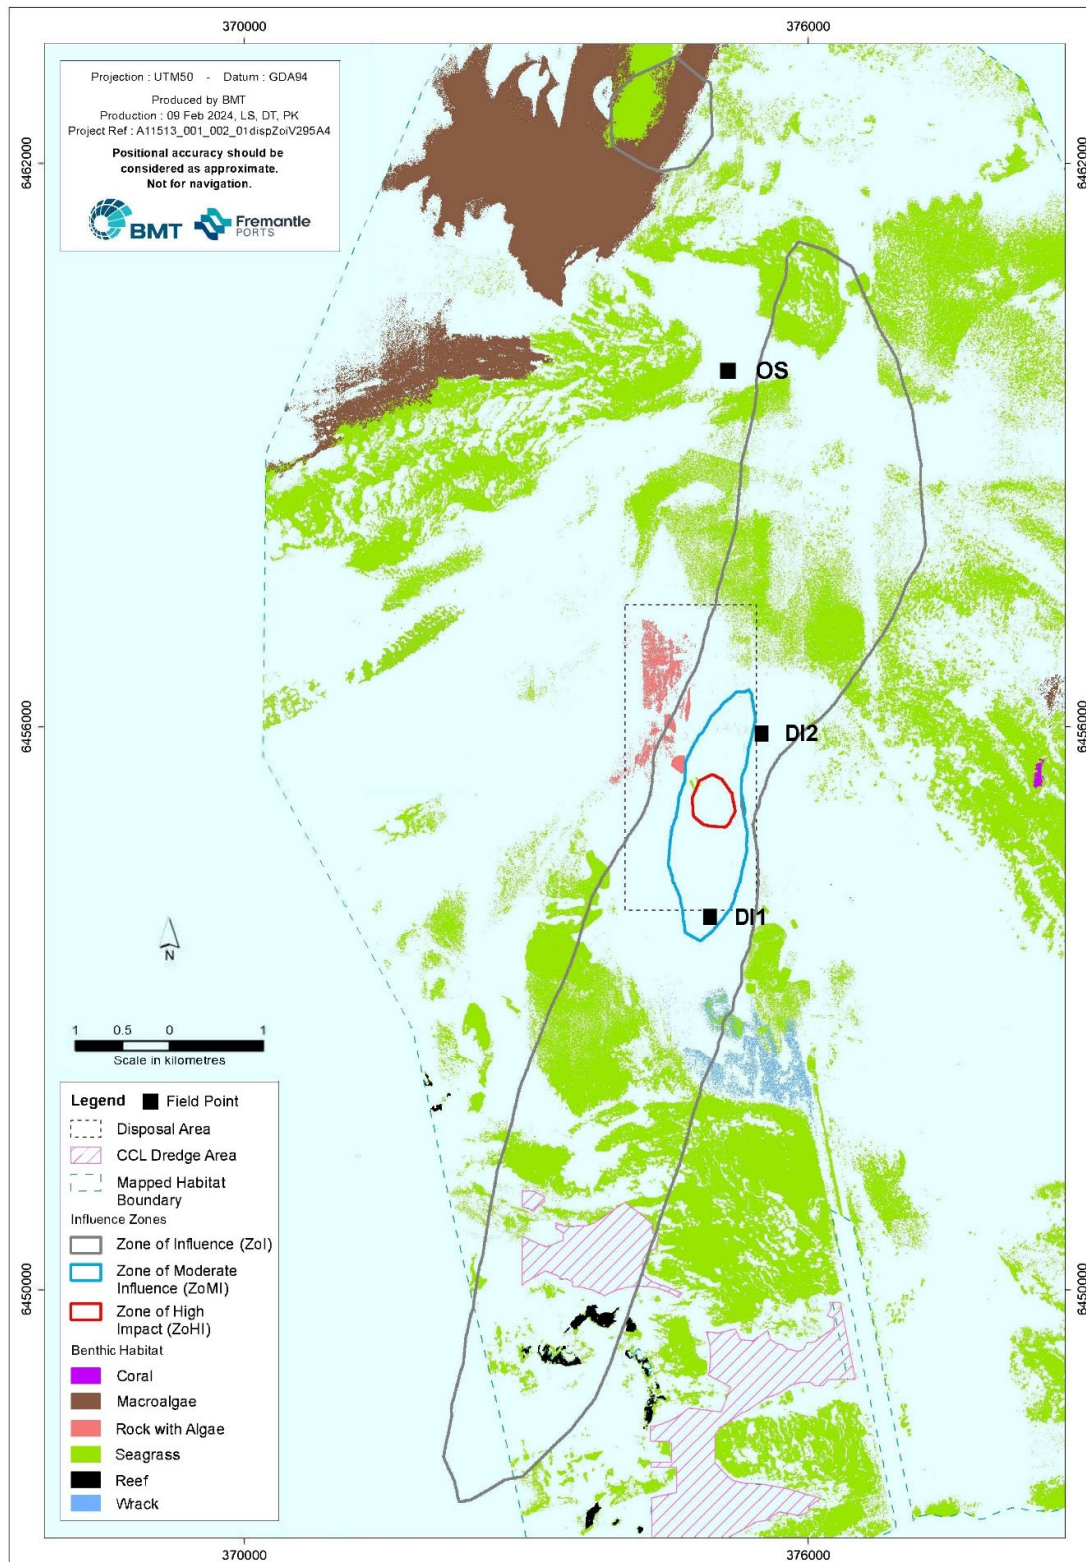 370000
376000
Projection : UTM50 - Datum : GDA94
Produced by BMT
Production : 09 Feb 2024, LS, DT, PK
Project Ref : A11513_001_002_01dispZoiV295A4
Positional accuracy should be
considered as approximate.
Not for navigation.
BMT
Fremantle
PORTS
6462000
6462000
OS
6456000
6456000
DI2
DI1
N
1 0.5 0 1
Scale in kilometres
6450000
6450000
Legend Field Point
Disposal Area
CCL Dredge Area
Mapped Habitat
Boundary
Influence Zones
Zone of Influence (ZoI)
Zone of Moderate
Influence (ZoMI)
Zone of High
Impact (ZoHI)
Benthic Habitat
Coral
Macroalgae
Rock with Algae
Seagrass
Reef
Wrack
370000
376000